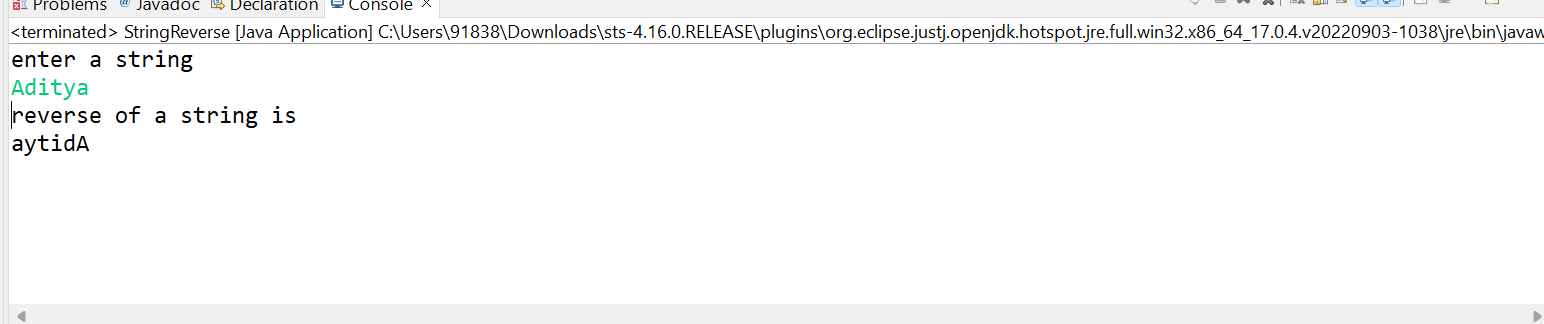 Problems @ Javadoc Declaration Console
<terminated> StringReverse [Java Application] C:\Users\91838\Downloads\sts-4.16.0.RELEASE\plugins\org.eclipse.justj.openjdk.hotspot.jre.full.win32.x86_64_17.0.4.v20220903-1038\jre\bin\javaw
enter a string
Aditya
reverse of a string is
aytidA